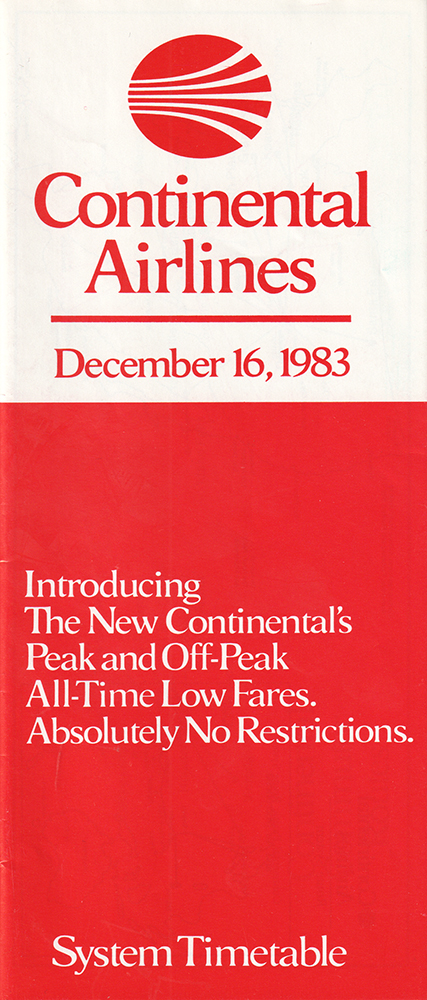 Continental
Airlines
December 16, 1983
Introducing
The New Continental's
Peak and Off-Peak
All-Time Low Fares.
Absolutely No Restrictions.
System Timetable